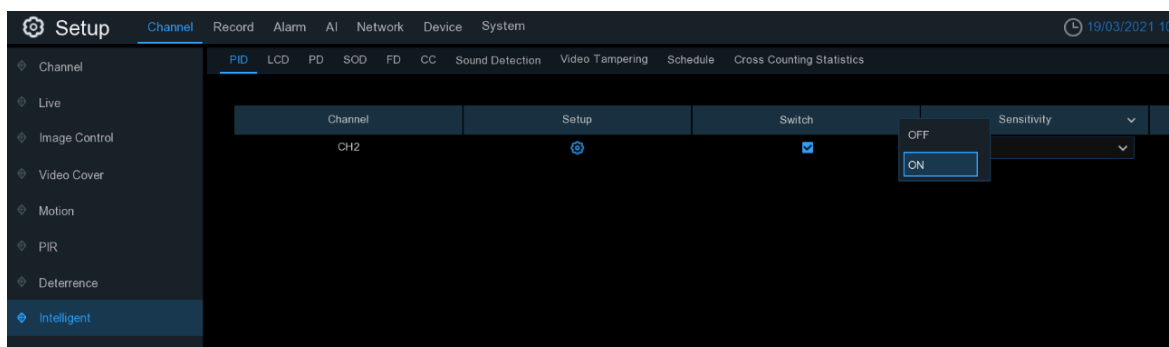 Setup Channel Record Alarm AI Network Device System 19/03/2021 10
Channel
Live
Image Control
Video Cover
Motion
PIR
Deterrence
Intelligent
PID LCD PD SOD FD CC Sound Detection Video Tampering Schedule Cross Counting Statistics
Channel Setup Switch Sensitivity
CH2
OFF
ON